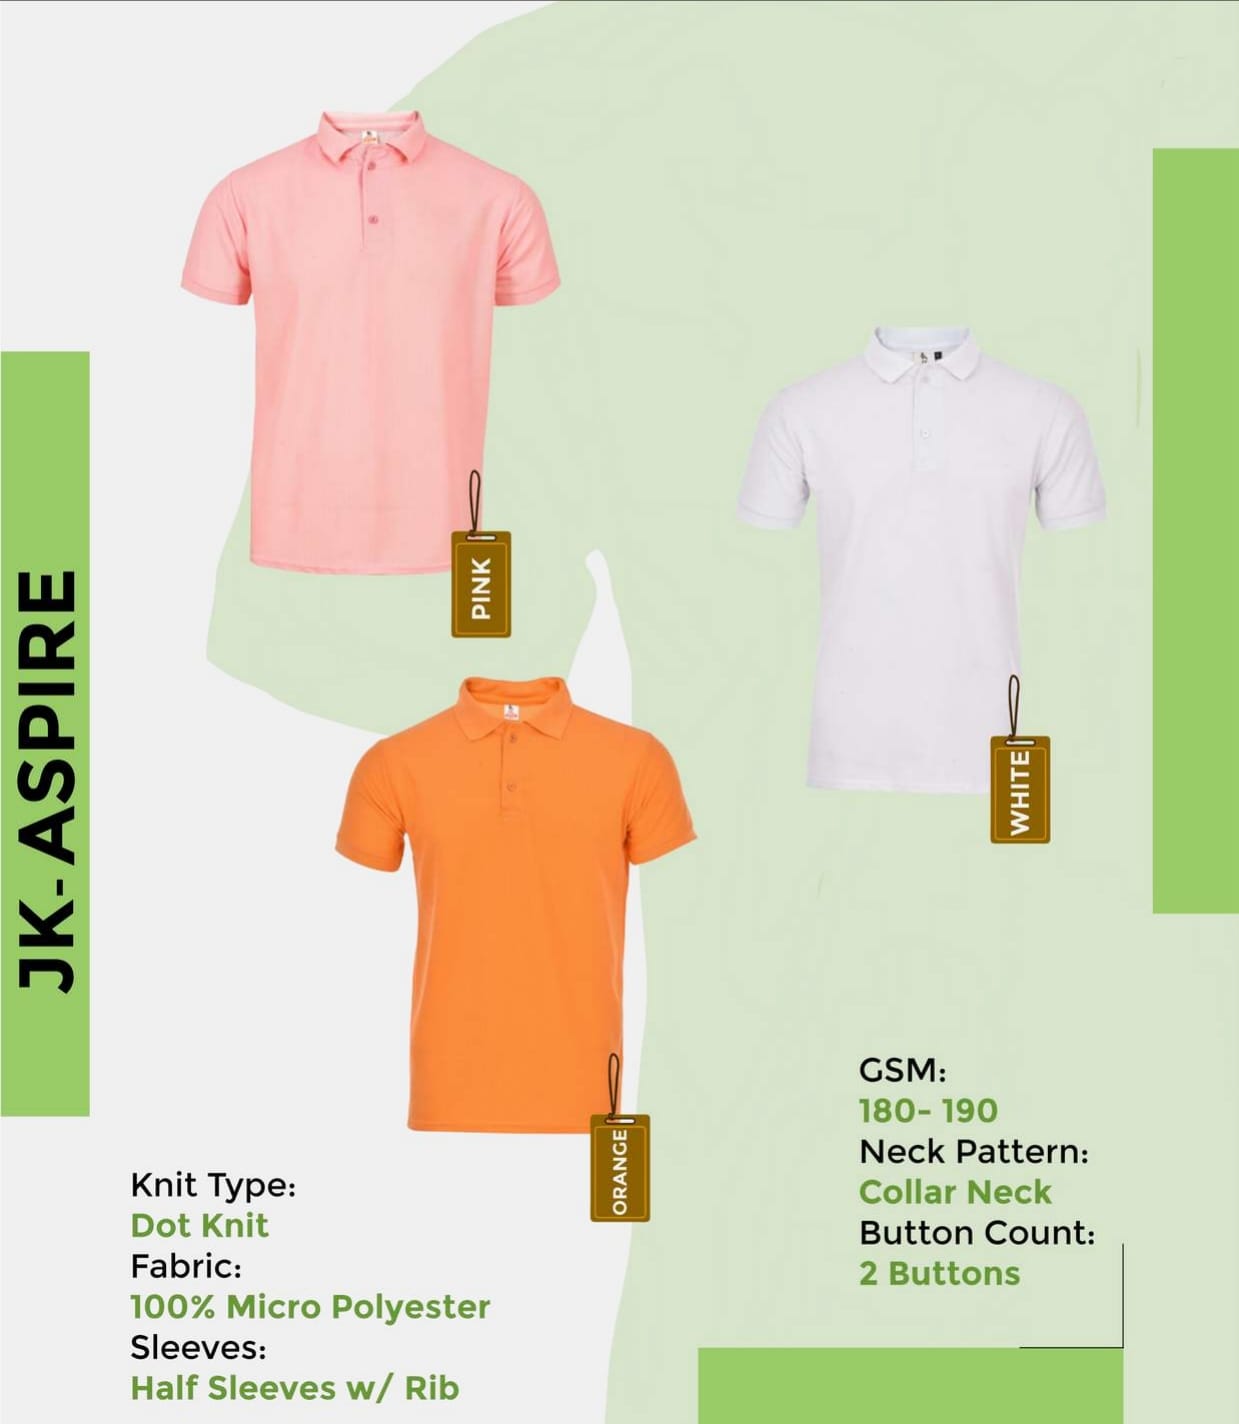 JK-ASPIRE
PINK
WHITE
ORANGE
Knit Type:
Dot Knit
Fabric:
100% Micro Polyester
Sleeves:
Half Sleeves w/ Rib
GSM:
180- 190
Neck Pattern:
Collar Neck
Button Count:
2 Buttons